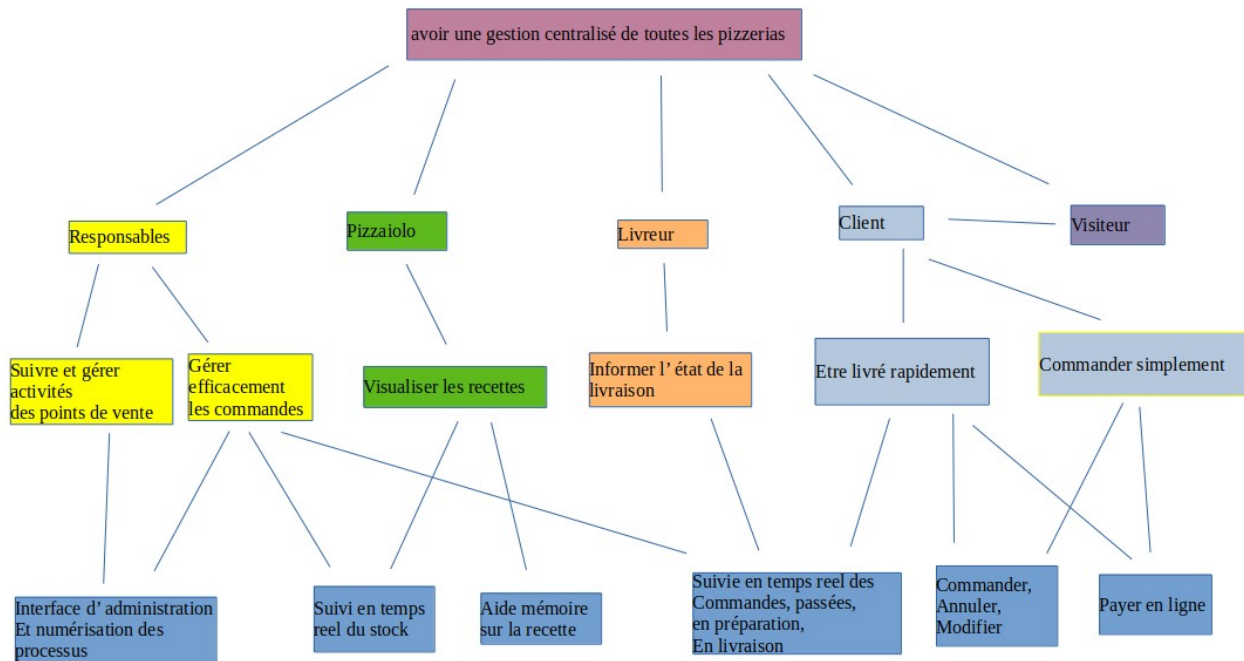 avoir une gestion centralisé de toutes les pizzerias
Responsables
Pizzaiolo
Livreur
Client
Visiteur
Suivre et gérer
activités
des points de vente
Gérer
efficacement
les commandes
Visualiser les recettes
Informer l’ état de la
livraison
Etre livré rapidement
Commander simplement
Interface d’ administration
Et numérisation des
processus
Suivi en temps
reel du stock
Aide mémoire
sur la recette
Suivie en temps reel des
Commandes, passées,
en préparation,
En livraison
Commander,
Annuler,
Modifier
Payer en ligne